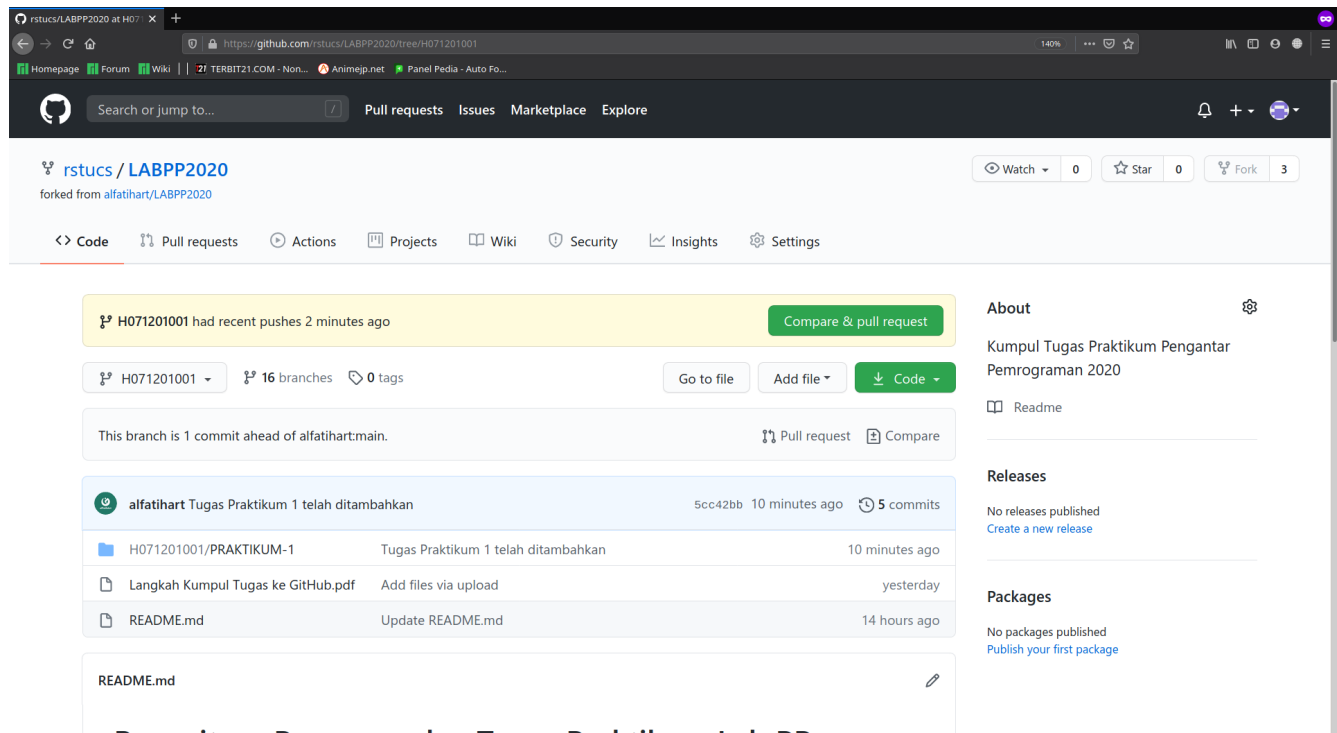 rstucs/LABPP2020 at H071
https://github.com/rstucs/LABPP2020/tree/H071201001
140%
Homepage Forum Wiki || TERBIT21.COM - Non... Animejp.net Panel Pedia - Auto Fo...
Search or jump to... / Pull requests Issues Marketplace Explore
rstucs / LABPP2020 Watch 0 Star 0 Fork 3
forked from alfatihart/LABPP2020
Code Pull requests Actions Projects Wiki Security Insights Settings
H071201001 had recent pushes 2 minutes ago Compare & pull request
H071201001 16 branches 0 tags Go to file Add file Code
This branch is 1 commit ahead of alfatihart:main. Pull request Compare
alfatihart Tugas Praktikum 1 telah ditambahkan 5cc42bb 10 minutes ago 5 commits
H071201001/PRAKTIKUM-1 Tugas Praktikum 1 telah ditambahkan 10 minutes ago
Langkah Kumpul Tugas ke GitHub.pdf Add files via upload yesterday
README.md Update README.md 14 hours ago
README.md
About
Kumpul Tugas Praktikum Pengantar
Pemrograman 2020
Readme
Releases
No releases published
Create a new release
Packages
No packages published
Publish your first package